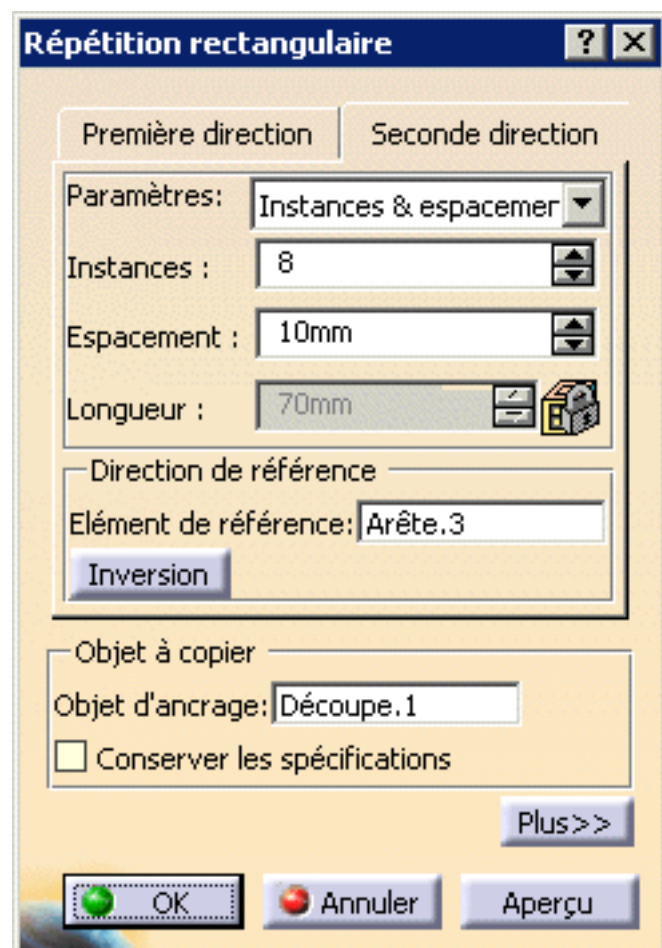 Répétition rectangulaire
Première direction
Seconde direction
Paramètres: Instances & espacemer
Instances : 8
Espacement : 10mm
Longueur : 70mm
Direction de référence
Elément de référence: Arête.3
Inversion
Objet à copier
Objet d'ancrage: Découpe.1
Conserver les spécifications
Plus>>
OK Annuler Aperçu